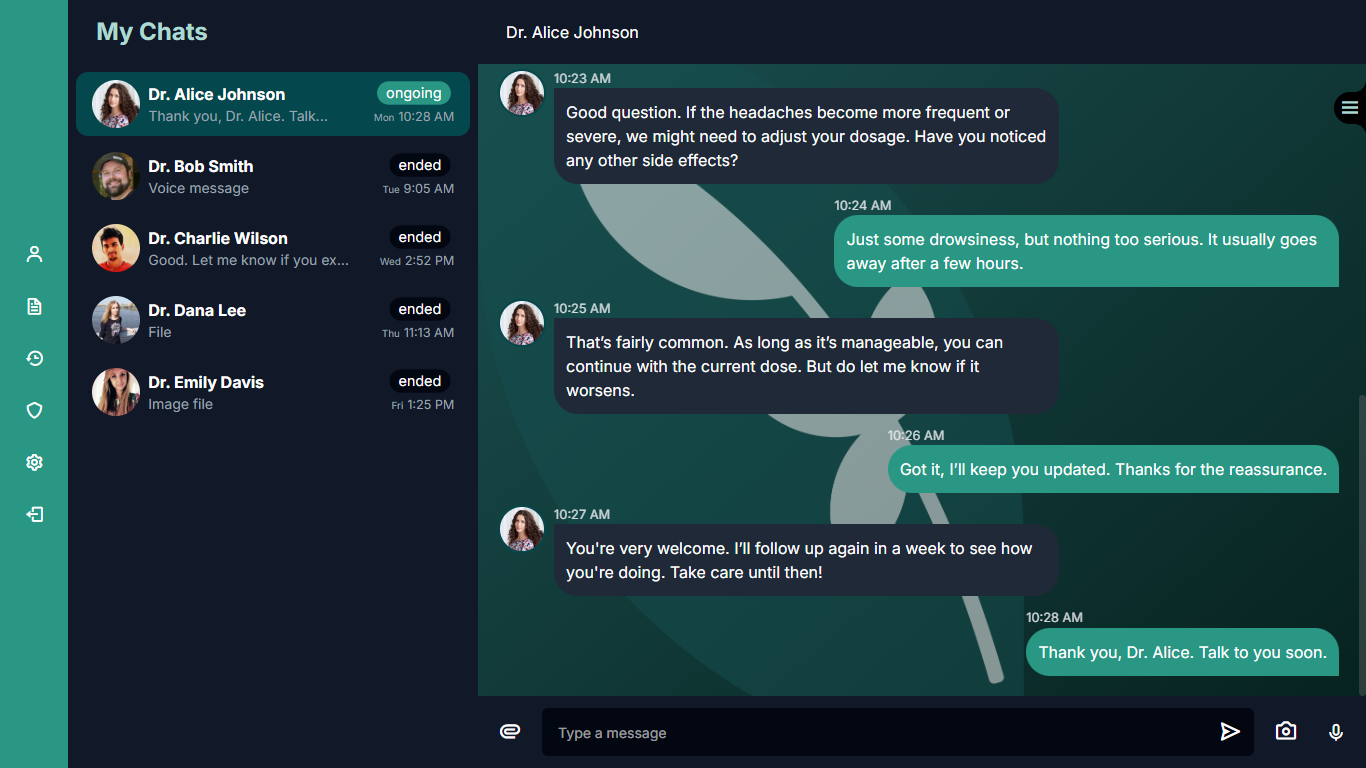 My Chats
Dr. Alice Johnson
ongoing
Thank you, Dr. Alice. Talk...
Mon 10:28 AM
Dr. Bob Smith
ended
Voice message
Tue 9:05 AM
Dr. Charlie Wilson
ended
Good. Let me know if you ex...
Wed 2:52 PM
Dr. Dana Lee
ended
File
Thu 11:13 AM
Dr. Emily Davis
ended
Image file
Fri 1:25 PM
Dr. Alice Johnson
10:23 AM
Good question. If the headaches become more frequent or
severe, we might need to adjust your dosage. Have you noticed
any other side effects?
10:24 AM
Just some drowsiness, but nothing too serious. It usually goes
away after a few hours.
10:25 AM
That’s fairly common. As long as it’s manageable, you can
continue with the current dose. But do let me know if it
worsens.
10:26 AM
Got it, I’ll keep you updated. Thanks for the reassurance.
10:27 AM
You're very welcome. I’ll follow up again in a week to see how
you're doing. Take care until then!
10:28 AM
Thank you, Dr. Alice. Talk to you soon.
Type a message